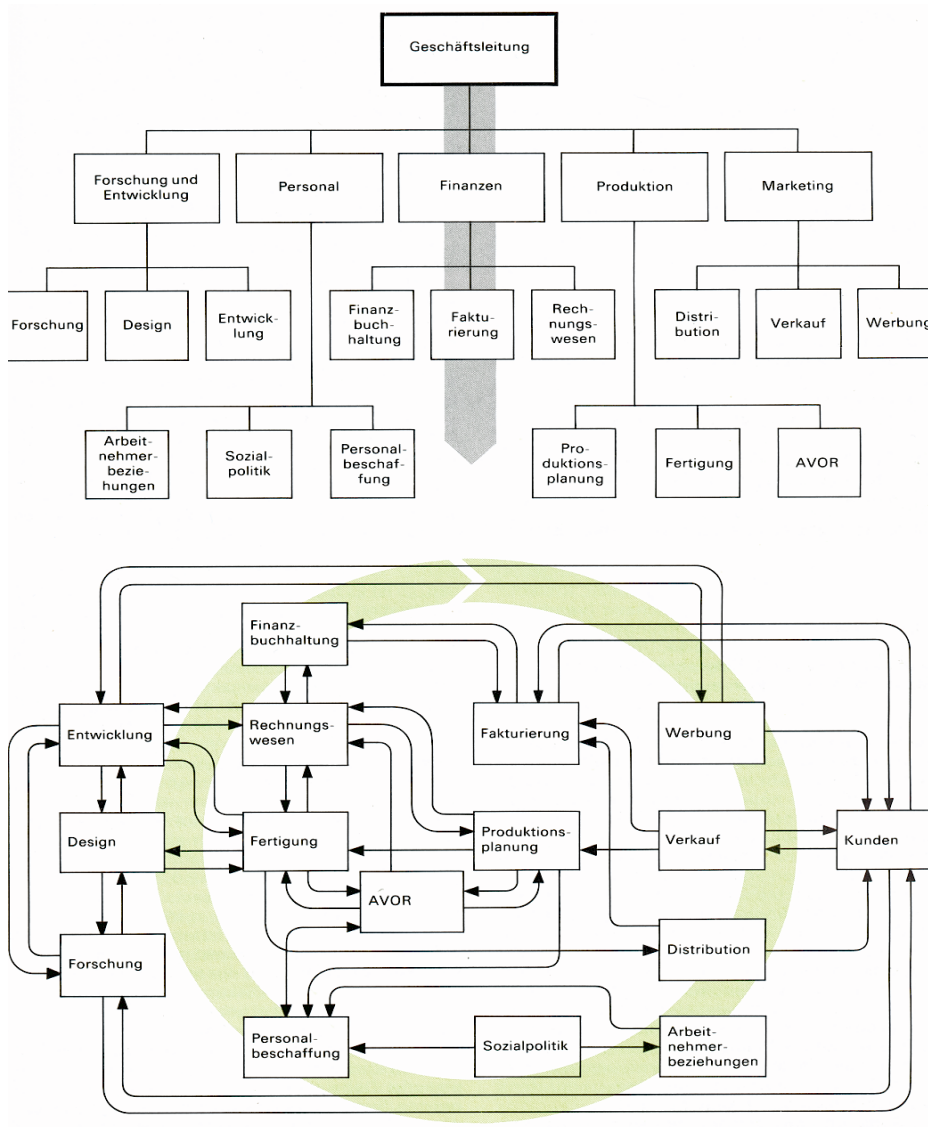 Geschäftsleitung
Forschung und
Entwicklung
Personal
Finanzen
Produktion
Marketing
Forschung
Design
Entwick-
lung
Finanz-
buch-
haltung
Faktu-
rierung
Rech-
nungs-
wesen
Distri-
bution
Verkauf
Werbung
Arbeit-
nehmer-
bezie-
hungen
Sozial-
politik
Personal-
beschaf-
fung
Pro-
duktions-
planung
Fertigung
AVOR
Finanz-
buchhaltung
Entwicklung
Rechnungs-
wesen
Fakturierung
Werbung
Design
Fertigung
Produktions-
planung
Verkauf
Kunden
AVOR
Forschung
Distribution
Personal-
beschaffung
Sozialpolitik
Arbeit-
nehmer-
beziehungen